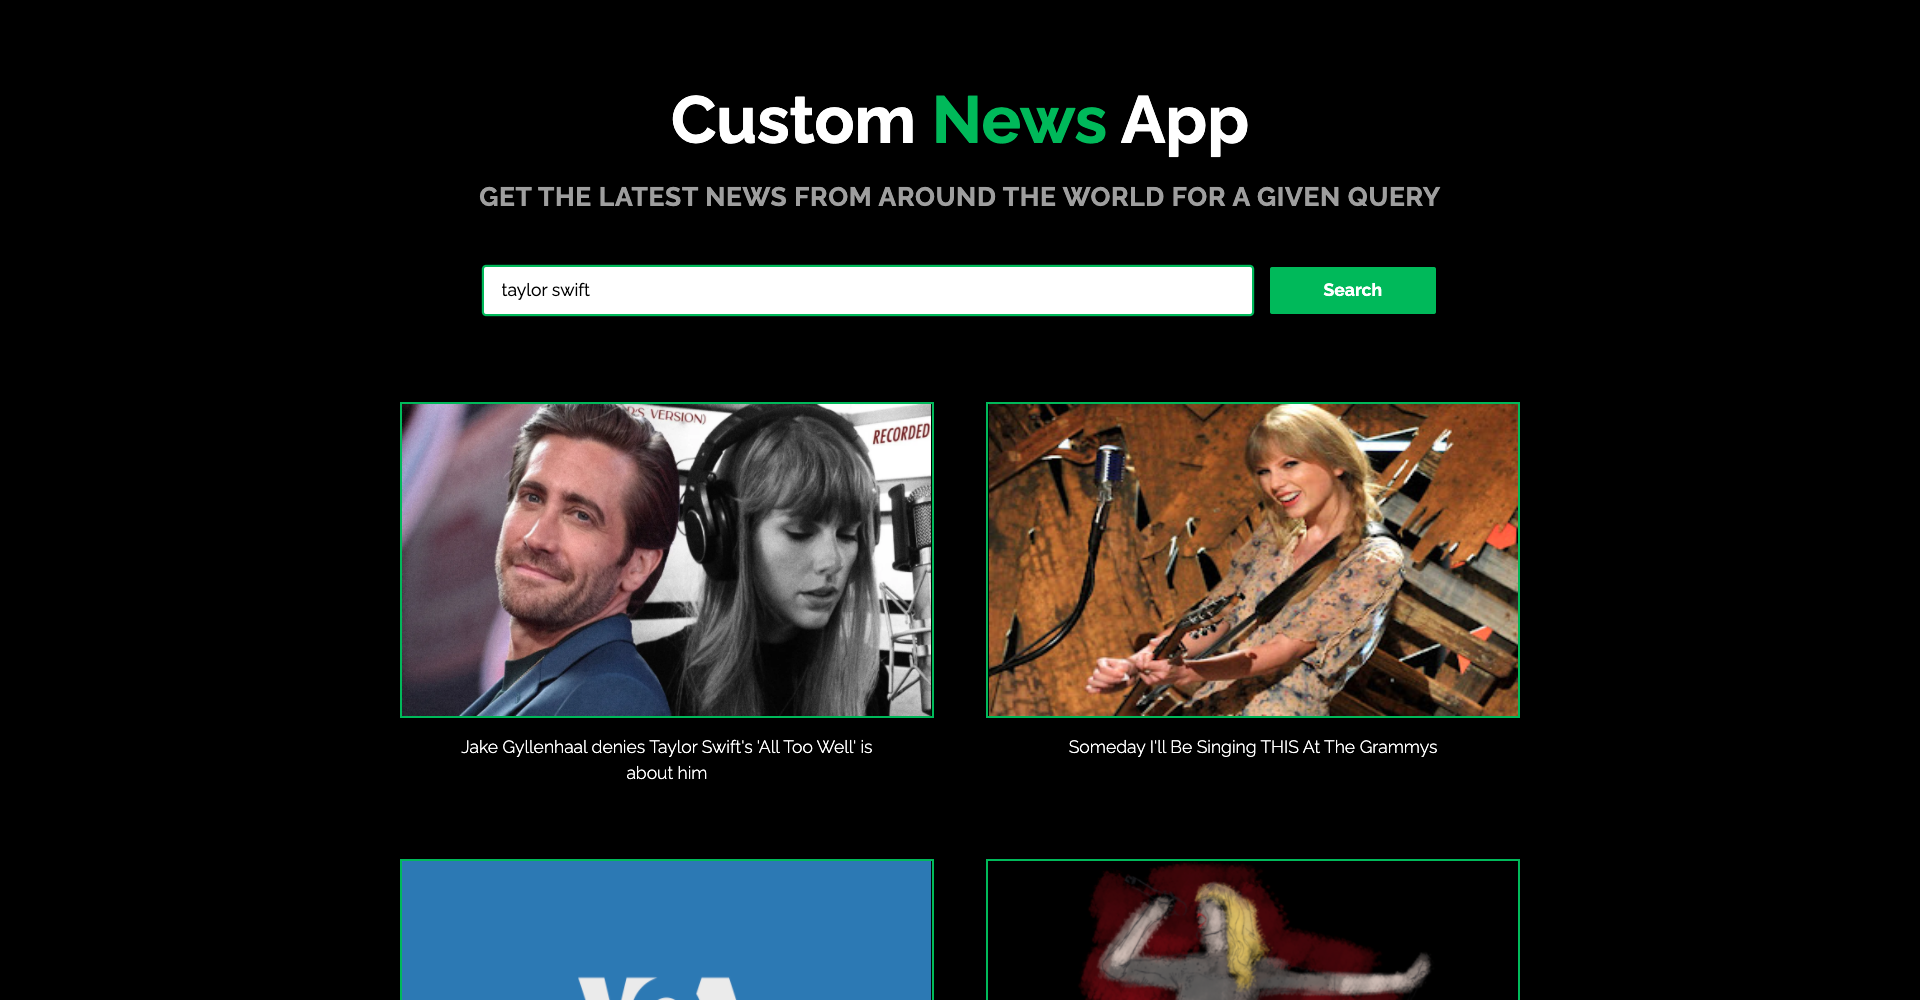 Custom News App
GET THE LATEST NEWS FROM AROUND THE WORLD FOR A GIVEN QUERY
taylor swift
Search
VERSION)
RECORDED
Jake Gyllenhaal denies Taylor Swift's 'All Too Well' is
about him
Someday I'll Be Singing THIS At The Grammys
VOA